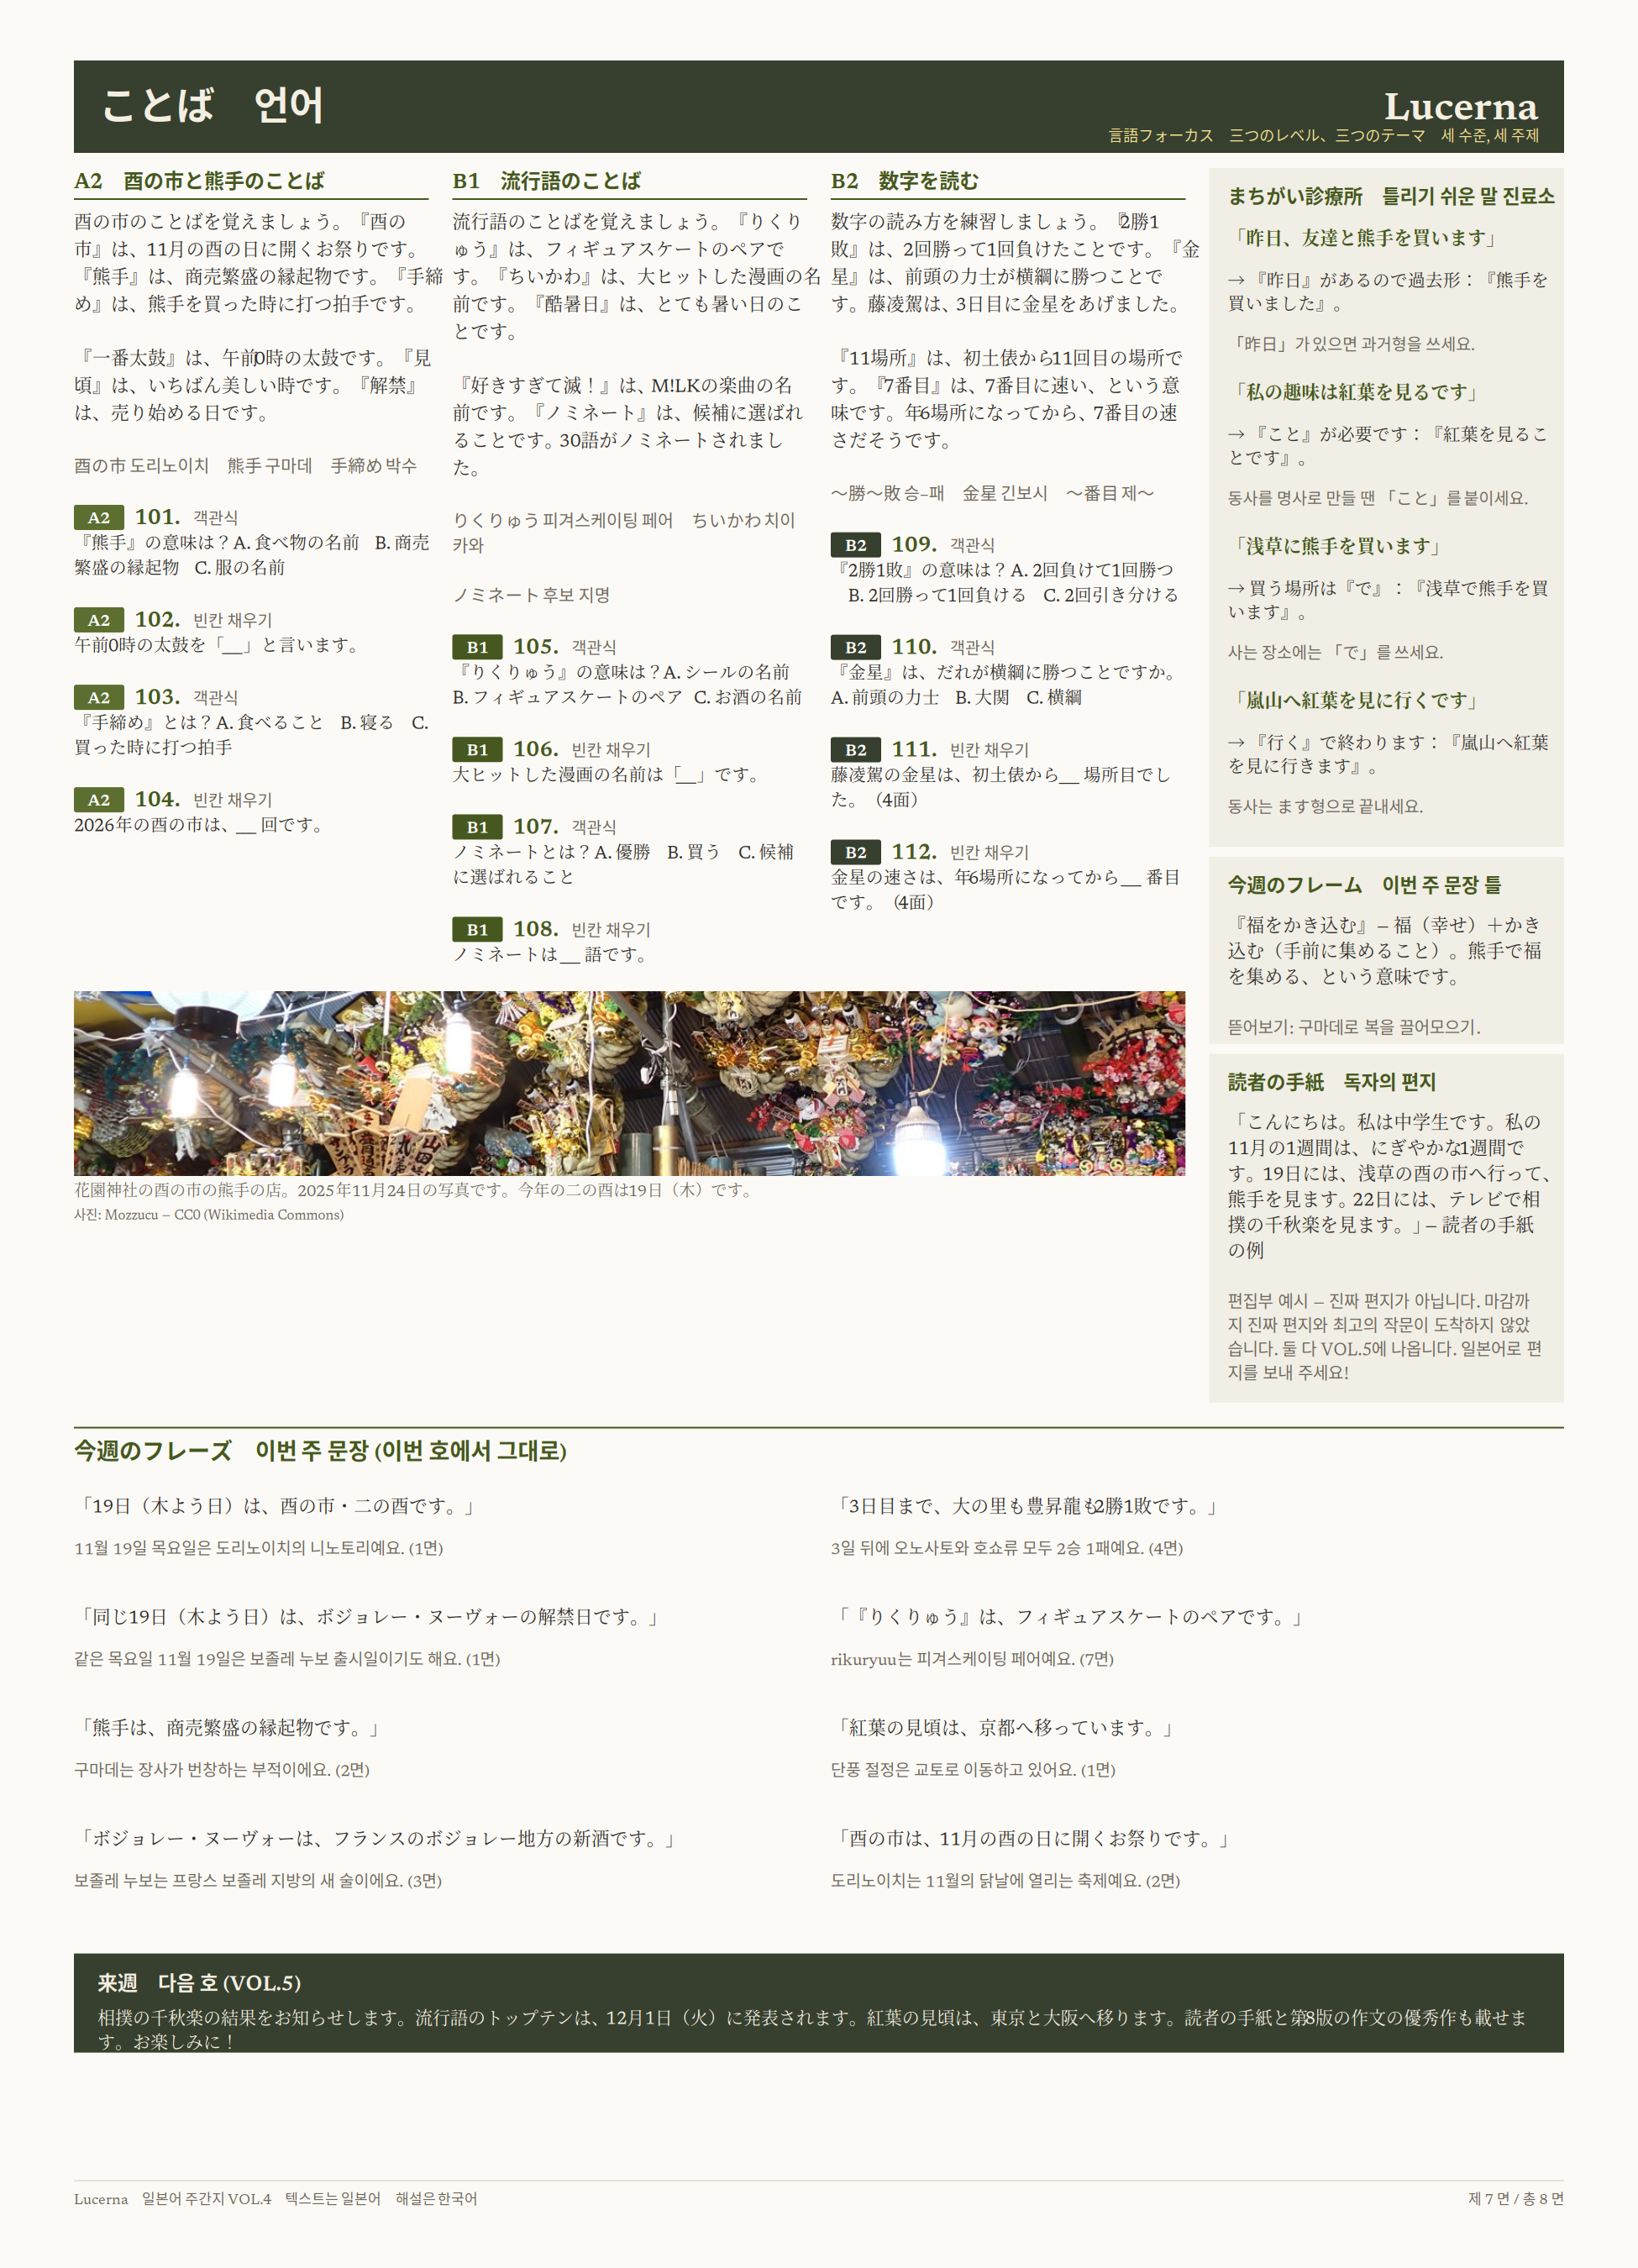 ことば　언어
Lucerna
言語フォーカス　三つのレベル、三つのテーマ　세 수준, 세 주제
A2　酉の市と熊手のことば
酉の市のことばを覚えましょう。『酉の
市』は、11月の酉の日に開くお祭りです。
『熊手』は、商売繁盛の縁起物です。『手締
め』は、熊手を買った時に打つ拍手です。
『一番太鼓』は、午前0時の太鼓です。『見
頃』は、いちばん美しい時です。『解禁』
は、売り始める日です。
酉の市 도리노이치　熊手 구마데　手締め 박수
A2 101. 객관식
『熊手』の意味は？A. 食べ物の名前　B. 商売
繁盛の縁起物　C. 服の名前
A2 102. 빈칸 채우기
午前0時の太鼓を「__」と言います。
A2 103. 객관식
『手締め』とは？A. 食べること　B. 寝る　C.
買った時に打つ拍手
A2 104. 빈칸 채우기
2026年の酉の市は、__ 回です。
B1　流行語のことば
流行語のことばを覚えましょう。『りくり
ゅう』は、フィギュアスケートのペアで
す。『ちいかわ』は、大ヒットした漫画の名
前です。『酷暑日』は、とても暑い日のこ
とです。
『好きすぎて滅！』は、M!LKの楽曲の名
前です。『ノミネート』は、候補に選ばれ
ることです。30語がノミネートされまし
た。
りくりゅう 피겨스케이팅 페어　ちいかわ 치이
카와
ノミネート 후보 지명
B1 105. 객관식
『りくりゅう』の意味は？A. シールの名前
B. フィギュアスケートのペア　C. お酒の名前
B1 106. 빈칸 채우기
大ヒットした漫画の名前は「__」です。
B1 107. 객관식
ノミネートとは？A. 優勝　B. 買う　C. 候補
に選ばれること
B1 108. 빈칸 채우기
ノミネートは__ 語です。
B2　数字を読む
数字の読み方を練習しましょう。『2勝1
敗』は、2回勝って1回負けたことです。『金
星』は、前頭の力士が横綱に勝つことで
す。藤凌駕は、3日目に金星をあげました。
『11場所』は、初土俵から11回目の場所で
す。『7番目』は、7番目に速い、という意
味です。年6場所になってから、7番目の速
さだそうです。
〜勝〜敗 승-패　金星 긴보시　〜番目 제〜
B2 109. 객관식
『2勝1敗』の意味は？A. 2回負けて1回勝つ
B. 2回勝って1回負ける　C. 2回引き分ける
B2 110. 객관식
『金星』は、だれが横綱に勝つことですか。
A. 前頭の力士　B. 大関　C. 横綱
B2 111. 빈칸 채우기
藤凌駕の金星は、初土俵から__ 場所目でし
た。（4面）
B2 112. 빈칸 채우기
金星の速さは、年6場所になってから__ 番目
です。（4面）
花園神社の酉の市の熊手の店。2025年11月24日の写真です。今年の二の酉は19日（木）です。
사진: Mozzucu – CC0 (Wikimedia Commons)
まちがい診療所　틀리기 쉬운 말 진료소
「昨日、友達と熊手を買います」
→『昨日』があるので過去形：『熊手を
買いました』。
「昨日」가 있으면 과거형을 쓰세요.
「私の趣味は紅葉を見るです」
→『こと』が必要です：『紅葉を見るこ
とです』。
동사를 명사로 만들 땐 「こと」를 붙이세요.
「浅草に熊手を買います」
→ 買う場所は『で』：『浅草で熊手を買
います』。
사는 장소에는 「で」를 쓰세요.
「嵐山へ紅葉を見に行くです」
→『行く』で終わります：『嵐山へ紅葉
を見に行きます』。
동사는 ます형으로 끝내세요.
今週のフレーム　이번 주 문장 틀
『福をかき込む』– 福（幸せ）＋かき
込む（手前に集めること）。熊手で福
を集める、という意味です。
뜯어보기: 구마데로 복을 끌어모으기.
読者の手紙　독자의 편지
「こんにちは。私は中学生です。私の
11月の1週間は、にぎやかな1週間で
す。19日には、浅草の酉の市へ行って、
熊手を見ます。22日には、テレビで相
撲の千秋楽を見ます。」– 読者の手紙
の例
편집부 예시 – 진짜 편지가 아닙니다. 마감까
지 진짜 편지와 최고의 작문이 도착하지 않았
습니다. 둘 다 VOL.5에 나옵니다. 일본어로 편
지를 보내 주세요!
今週のフレーズ　이번 주 문장 (이번 호에서 그대로)
「19日（木よう日）は、酉の市・二の酉です。」
11월 19일 목요일은 도리노이치의 니노토리예요. (1면)
「同じ19日（木よう日）は、ボジョレー・ヌーヴォーの解禁日です。」
같은 목요일 11월 19일은 보졸레 누보 출시일이기도 해요. (1면)
「熊手は、商売繁盛の縁起物です。」
구마데는 장사가 번창하는 부적이에요. (2면)
「ボジョレー・ヌーヴォーは、フランスのボジョレー地方の新酒です。」
보졸레 누보는 프랑스 보졸레 지방의 새 술이에요. (3면)
「3日目まで、大の里も豊昇龍も2勝1敗です。」
3일 뒤에 오노사토와 호쇼류 모두 2승 1패예요. (4면)
「『りくりゅう』は、フィギュアスケートのペアです。」
rikuryuu는 피겨스케이팅 페어예요. (7면)
「紅葉の見頃は、京都へ移っています。」
단풍 절정은 교토로 이동하고 있어요. (1면)
「酉の市は、11月の酉の日に開くお祭りです。」
도리노이치는 11월의 닭날에 열리는 축제예요. (2면)
来週　다음 호 (VOL.5)
相撲の千秋楽の結果をお知らせします。流行語のトップテンは、12月1日（火）に発表されます。紅葉の見頃は、東京と大阪へ移ります。読者の手紙と第8版の作文の優秀作も載せま
す。お楽しみに！
Lucerna　일본어 주간지 VOL.4　텍스트는 일본어　해설은 한국어
제 7 면 / 총 8 면